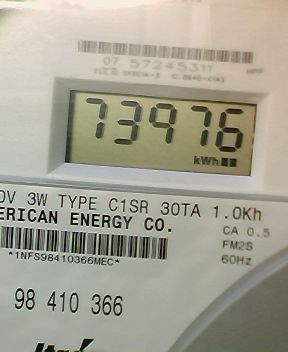 07 57245311
73976
kWh
0V 3W TYPE C1SR 30TA 1.0Kh
ERICAN ENERGY CO.
CA 0.5
FM2S
*1NFS98410366MEC*
60Hz
98 410 366